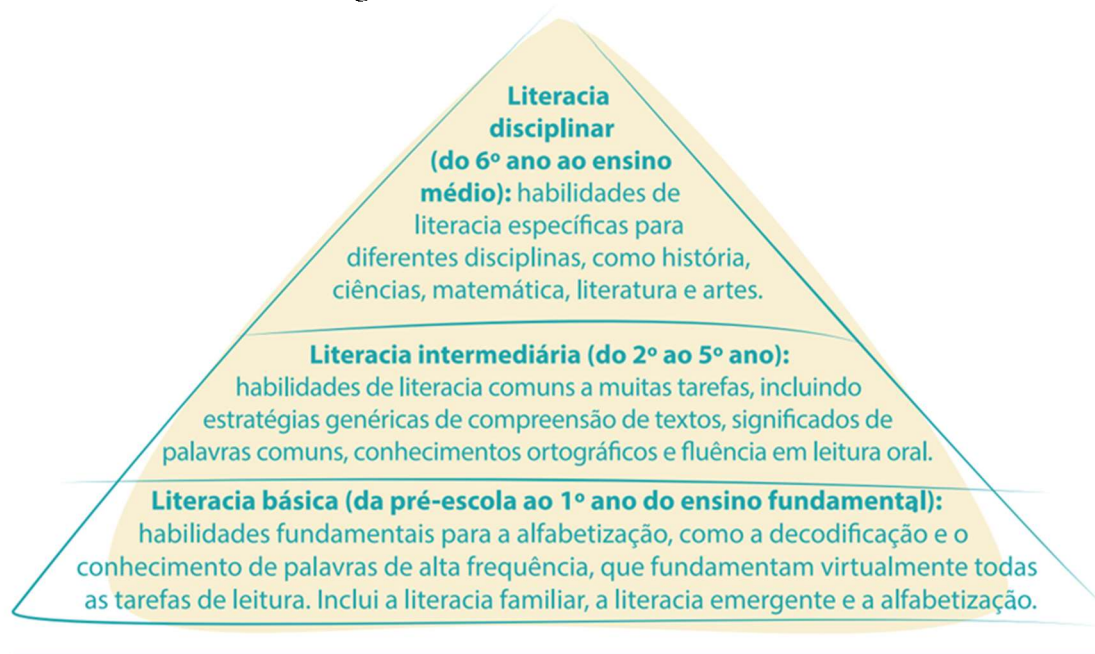 Literacia
disciplinar
(do 6º ano ao ensino
médio): habilidades de
literacia específicas para
diferentes disciplinas, como história,
ciências, matemática, literatura e artes.
Literacia intermediária (do 2º ao 5º ano):
habilidades de literacia comuns a muitas tarefas, incluindo
estratégias genéricas de compreensão de textos, significados de
palavras comuns, conhecimentos ortográficos e fluência em leitura oral.
Literacia básica (da pré-escola ao 1º ano do ensino fundamental):
habilidades fundamentais para a alfabetização, como a decodificação e o
conhecimento de palavras de alta frequência, que fundamentam virtualmente todas
as tarefas de leitura. Inclui a literacia familiar, a literacia emergente e a alfabetização.